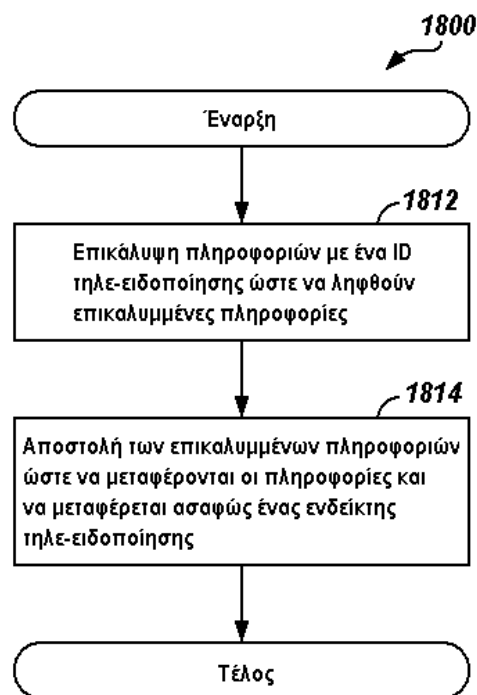 1800
Έναρξη
1812
Επικάλυψη πληροφοριών με ένα ID
τηλε-ειδοποίησης ώστε να ληφθούν
επικαλυμμένες πληροφορίες
1814
Αποστολή των επικαλυμμένων πληροφοριών
ώστε να μεταφέρονται οι πληροφορίες και
να μεταφέρεται ασαφώς ένας ενδείκτης
τηλε-ειδοποίησης
Τέλος